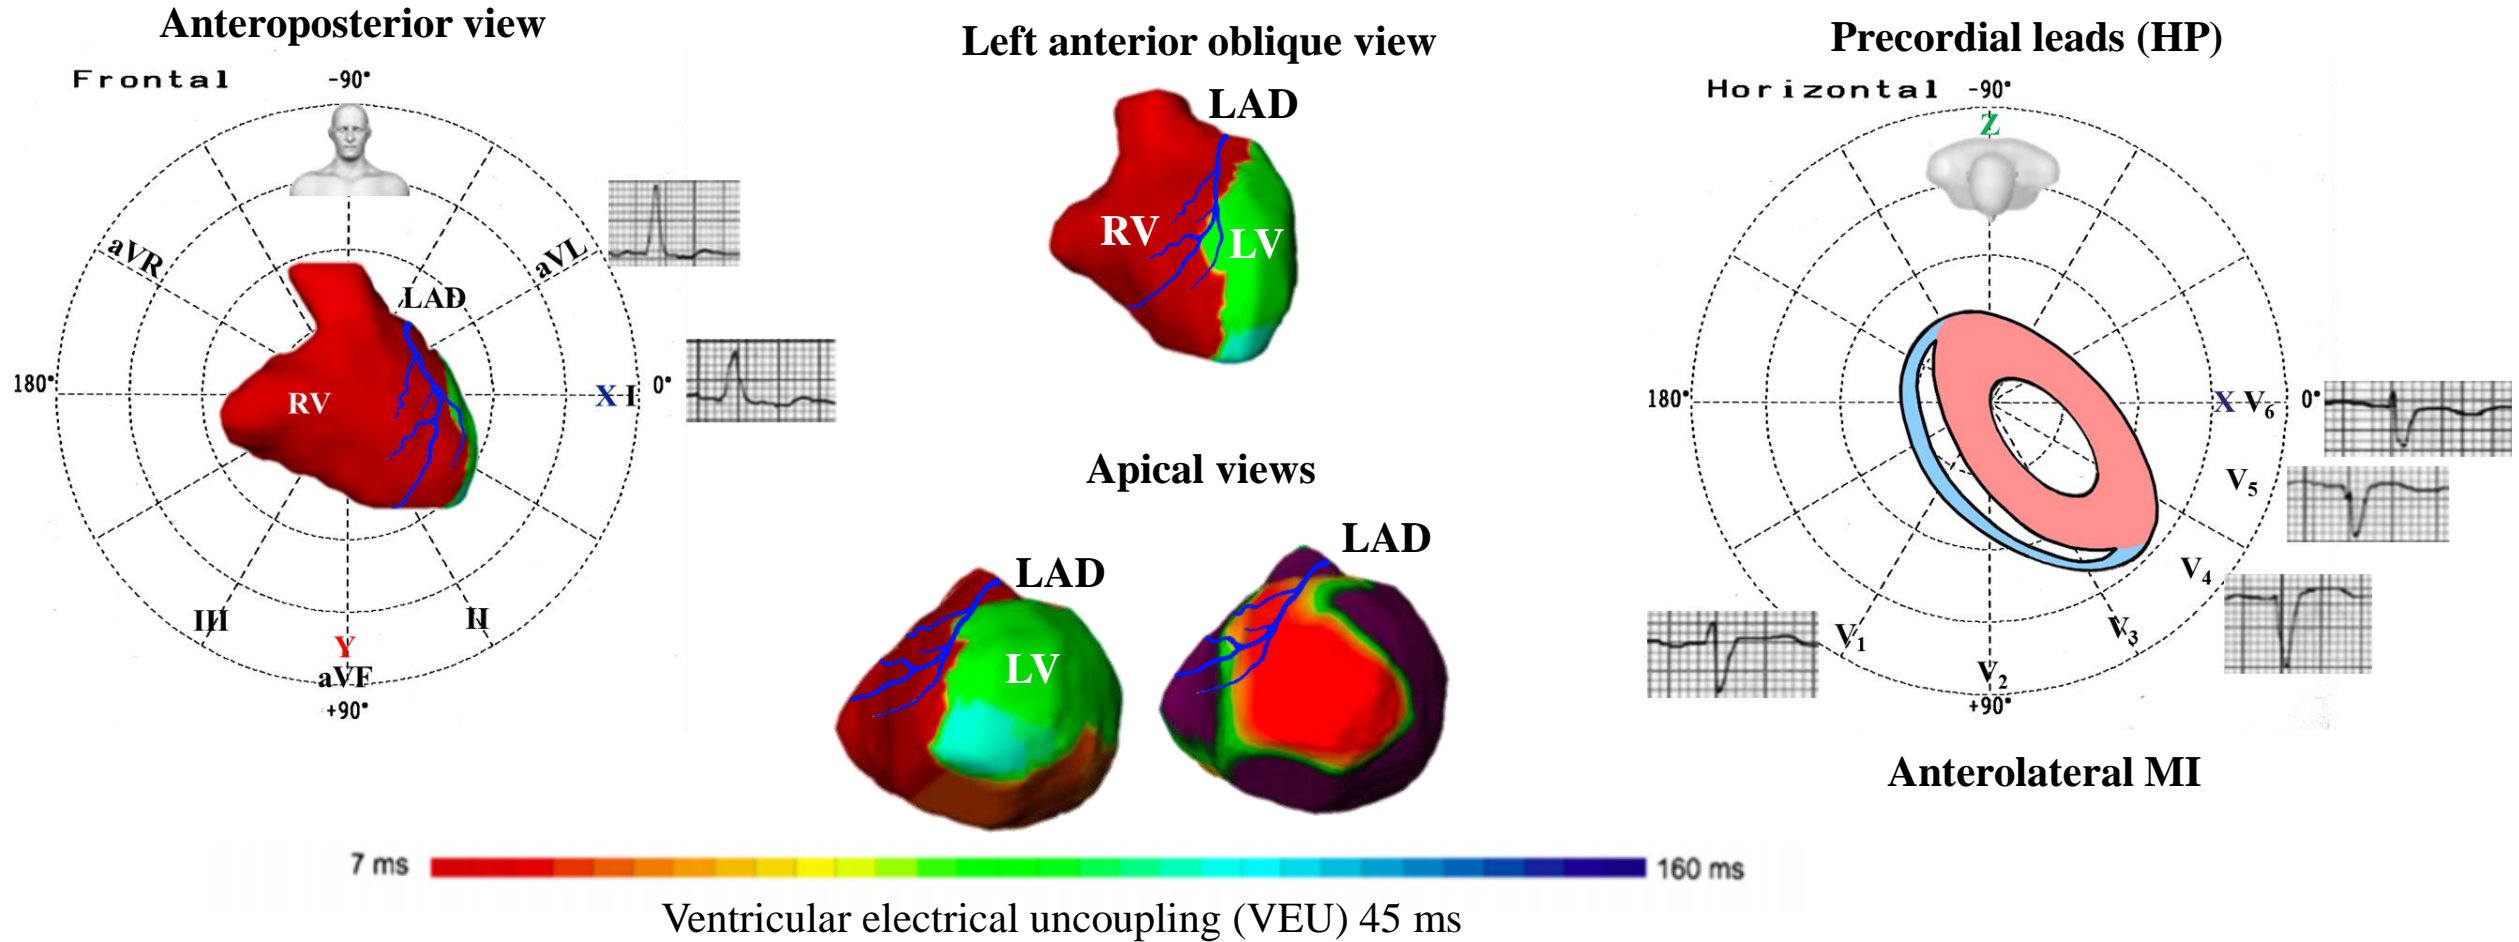 Anteroposterior view
Frontal
-90°
aVR
aVL
LAD
180°
RV
X I
0°
III
II
Y
aVF
+90°
Left anterior oblique view
LAD
RV
LV
Apical views
LAD
LAD
LV
Precordial leads (HP)
Horizontal
-90°
Z
180°
X V6
0°
V5
V4
V3
V1
V2
+90°
Anterolateral MI
7 ms
160 ms
Ventricular electrical uncoupling (VEU) 45 ms